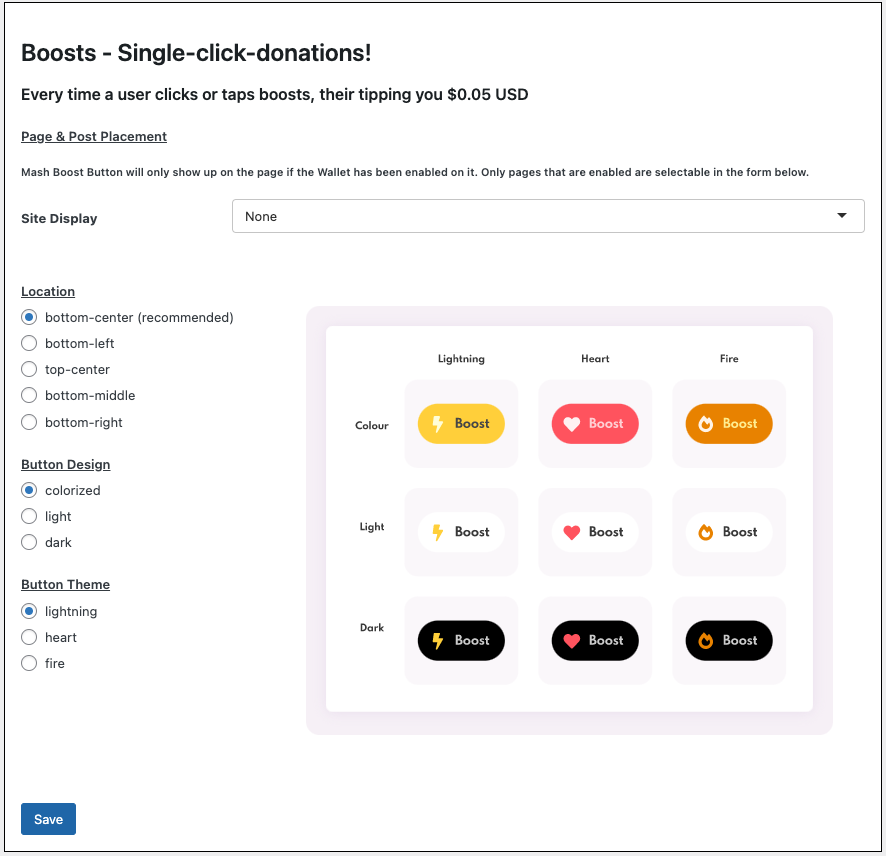 Boosts - Single-click-donations!
Every time a user clicks or taps boosts, their tipping you $0.05 USD
Page & Post Placement
Mash Boost Button will only show up on the page if the Wallet has been enabled on it. Only pages that are enabled are selectable in the form below.
Site Display
None
Location
bottom-center (recommended)
bottom-left
top-center
bottom-middle
bottom-right
Button Design
colorized
light
dark
Button Theme
lightning
heart
fire
Lightning Heart Fire
Colour Boost Boost Boost
Light Boost Boost Boost
Dark Boost Boost Boost
Save